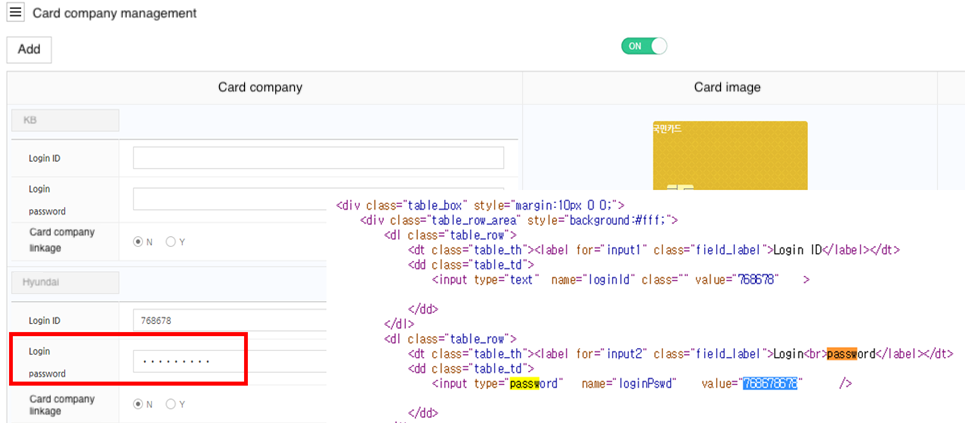 Card company management
Add
ON
Card company
Card image
KB
국민카드
Login ID
Login
password
Card company
linkage
N
Y
Hyundai
Login ID
768678
Login
password
.........
Card company
linkage
N
Y
<div class="table_box" style="margin:10px 0 0;">
<div class="table_row_area" style="background:#fff;">
<dl class="table_row">
<dt class="table_th"><label for="input1" class="field_label">Login ID</label></dt>
<dd class="table_td">
<input type="text" name="loginId" class="" value="768678" >
</dd>
</dl>
<dl class="table_row">
<dt class="table_th"><label for="input2" class="field_label">Login<br>password</label></dt>
<dd class="table_td">
<input type="password" name="loginPswd" value="768678678" />
</dd>